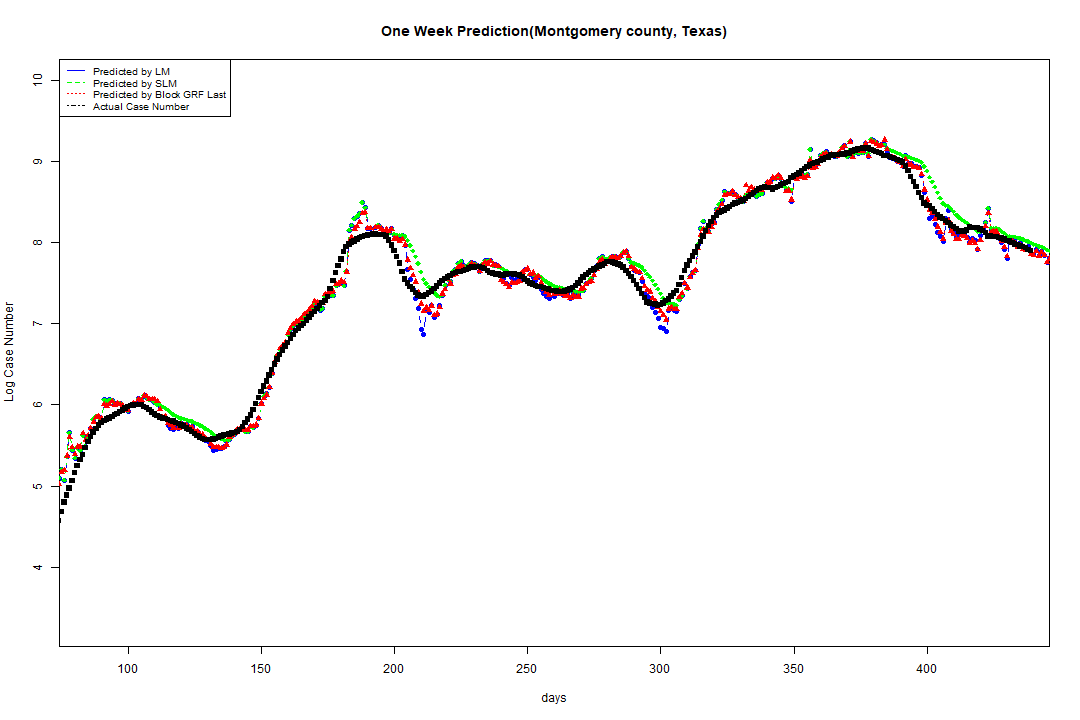 One Week Prediction(Montgomery county, Texas)
Predicted by LM
Predicted by SLM
Predicted by Block GRF Last
Actual Case Number
10
9
8
7
6
5
4
Log Case Number
100 150 200 250 300 350 400
days